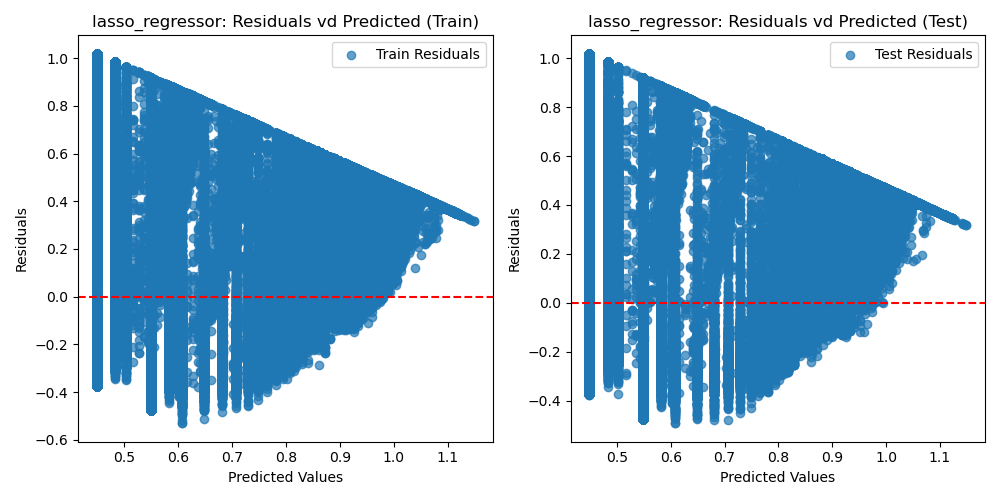 lasso_regressor: Residuals vd Predicted (Train)
Train Residuals
Residuals
1.0
0.8
0.6
0.4
0.2
0.0
−0.2
−0.4
−0.6
0.5 0.6 0.7 0.8 0.9 1.0 1.1
Predicted Values
lasso_regressor: Residuals vd Predicted (Test)
Test Residuals
Residuals
1.0
0.8
0.6
0.4
0.2
0.0
−0.2
−0.4
0.5 0.6 0.7 0.8 0.9 1.0 1.1
Predicted Values